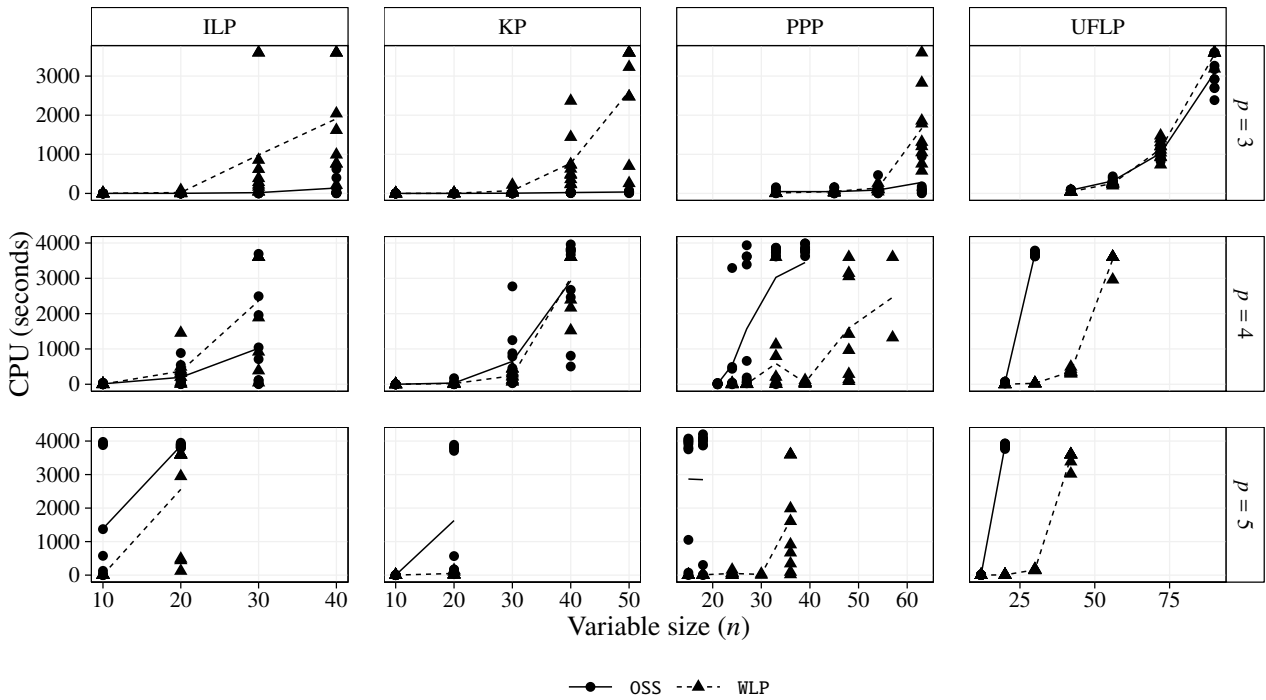 ILP KP PPP UFLP
3000
2000
1000
0
p = 3
4000
3000
2000
1000
0
p = 4
4000
3000
2000
1000
0
p = 5
CPU (seconds)
10 20 30 40 10 20 30 40 50 20 30 40 50 60 25 50 75
Variable size (n)
OSS WLP